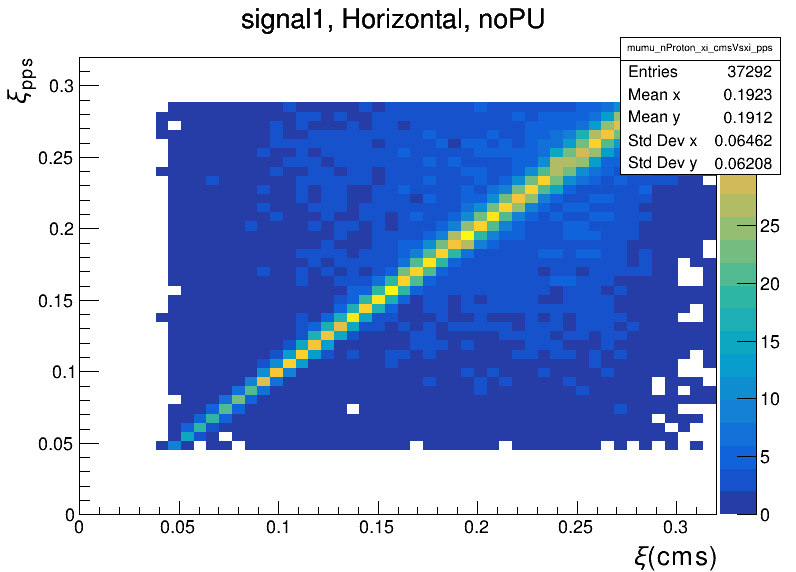 signal1, Horizontal, noPU
mumu_nProton_xi_cmsVsxi_pps
Entries 37292
Mean x 0.1923
Mean y 0.1912
Std Dev x 0.06462
Std Dev y 0.06208
ξpps
0.3
0.25
0.2
0.15
0.1
0.05
0
0 0.05 0.1 0.15 0.2 0.25 0.3
ξ(cms)
25
20
15
10
5
0